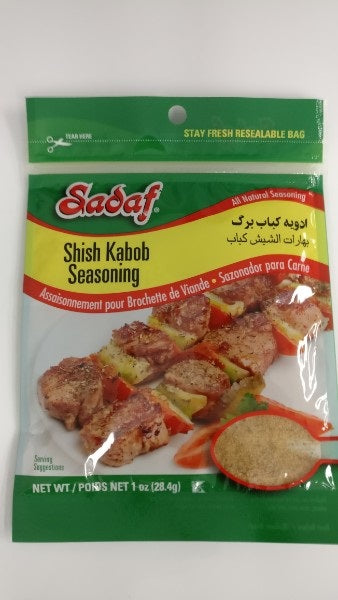 TEAR HERE
STAY FRESH RESEALABLE BAG
Sadaf®
All Natural Seasoning
ادویه کباب برگ
بهارات الشيش كباب
Shish Kabob
Seasoning
Assaisonnement pour Brochette de Viande • Sazonador para Carne
Serving
Suggestions
NET WT / POIDS NET 1 oz (28.4g)